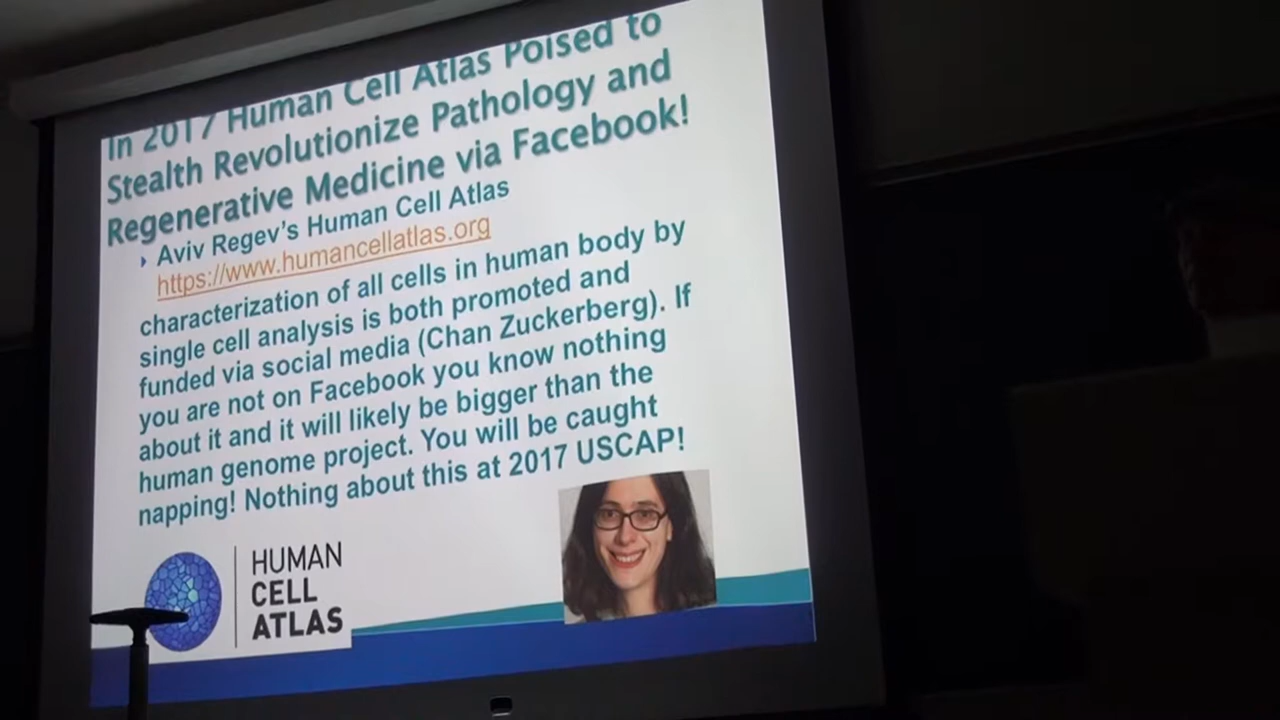 In 2017 Human Cell Atlas Poised to
Stealth Revolutionize Pathology and
Regenerative Medicine via Facebook!
Aviv Regev's Human Cell Atlas
https://www.humancellatlas.org
characterization of all cells in human body by
single cell analysis is both promoted and
funded via social media (Chan Zuckerberg). If
you are not on Facebook you know nothing
about it and it will likely be bigger than the
human genome project. You will be caught
napping! Nothing about this at 2017 USCAP!
HUMAN
CELL
ATLAS